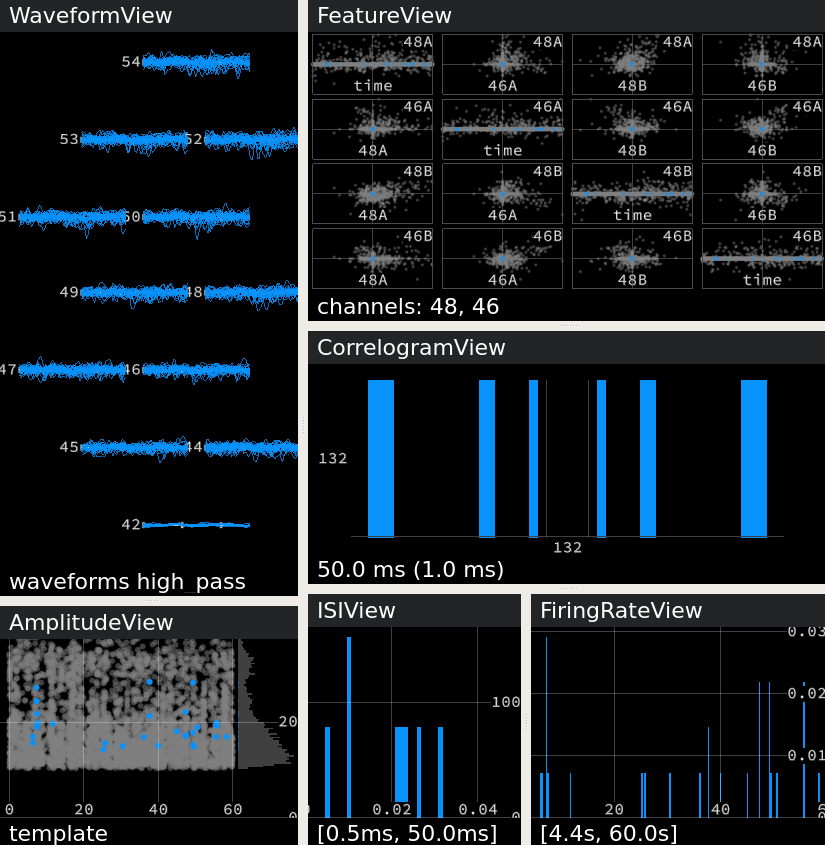 WaveformView
54
53 52
51 50
49 48
47 46
45 44
42
waveforms high_pass
FeatureView
48A 48A 48A 48A
time 46A 48B 46B
46A 46A 46A 46A
48A time 48B 46B
48B 48B 48B 48B
48A 46A time 46B
46B 46B 46B 46B
48A 46A 48B time
channels: 48, 46
CorrelogramView
132
132
50.0 ms (1.0 ms)
AmplitudeView
20
0 20 40 60
template
ISIView
100
0.02 0.04
[0.5ms, 50.0ms]
FiringRateView
0.03
0.02
0.01
20 40
[4.4s, 60.0s]